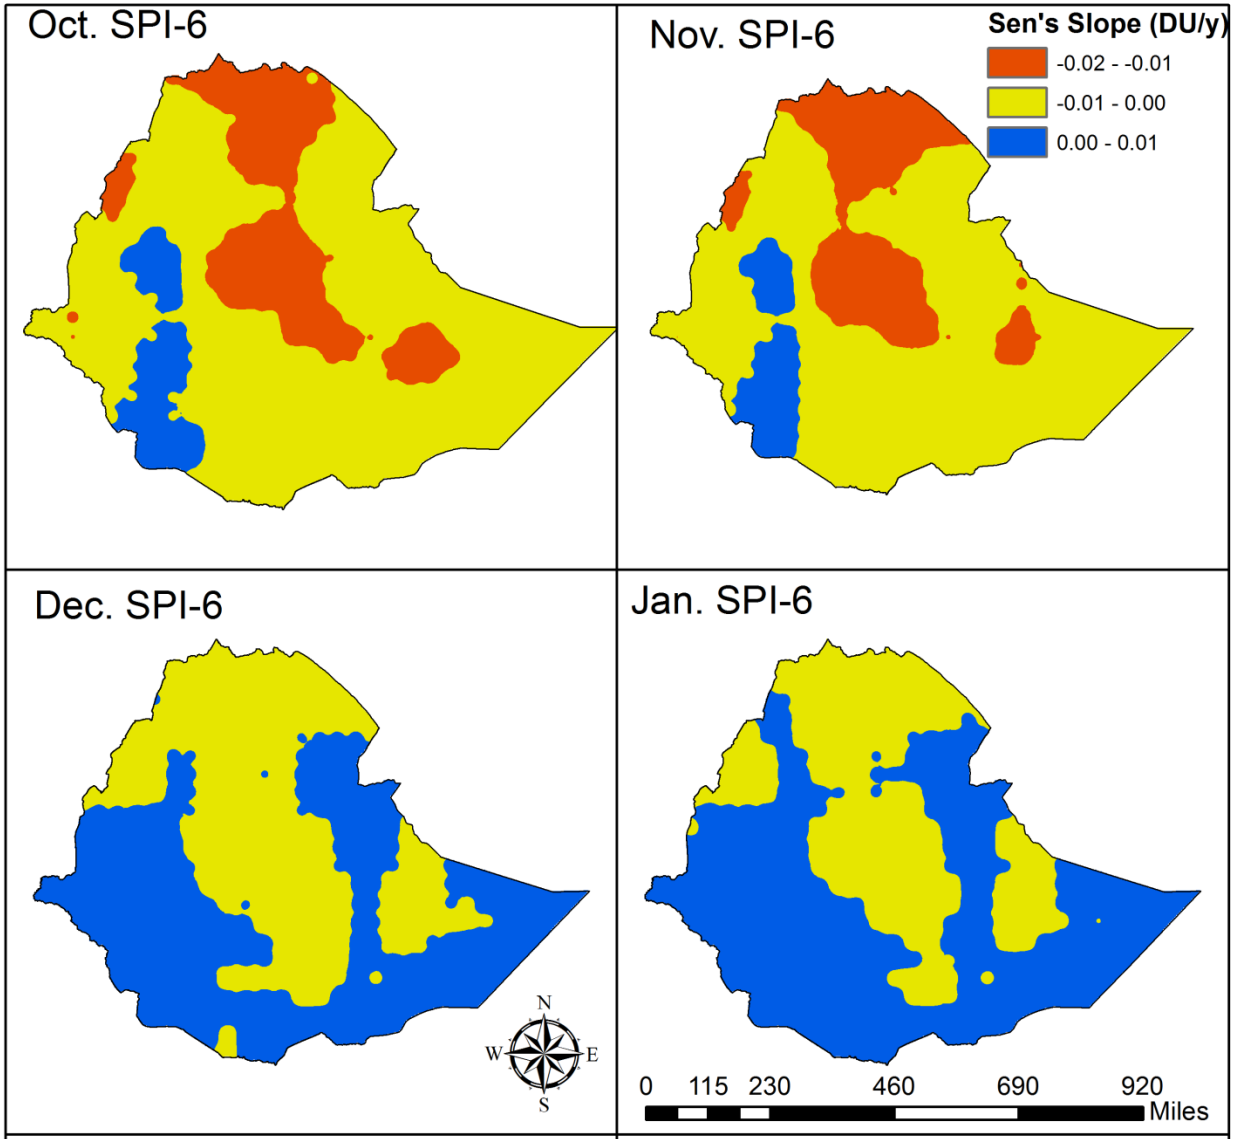 Oct. SPI-6
Nov. SPI-6
Sen's Slope (DU/y)
-0.02 - -0.01
-0.01 - 0.00
0.00 - 0.01
Dec. SPI-6
Jan. SPI-6
N
W E
S
0 115 230 460 690 920
Miles